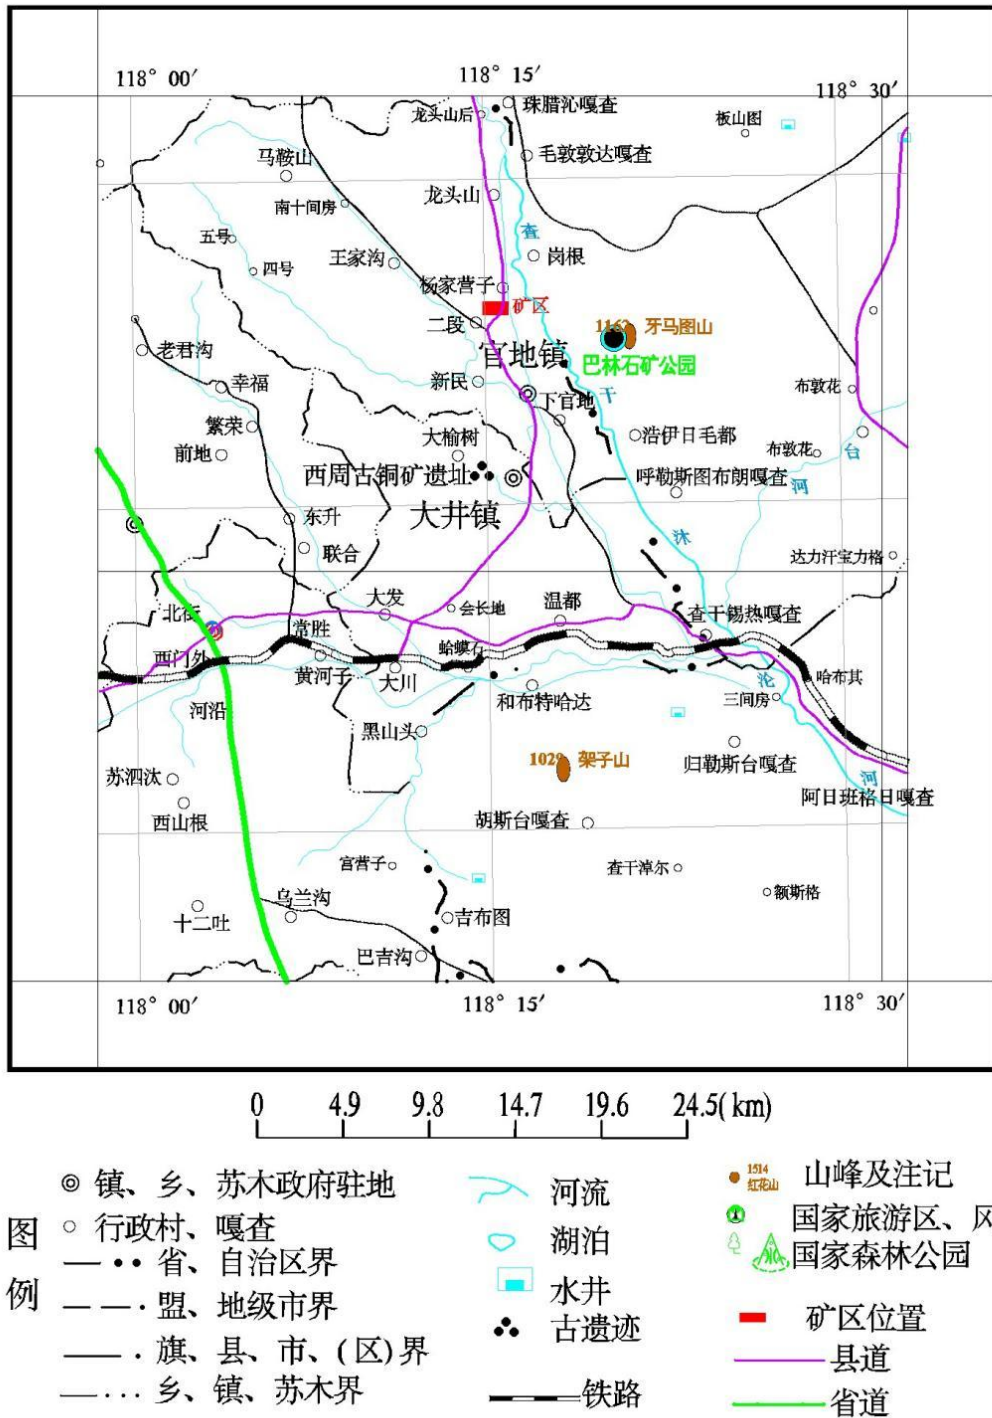 118° 00′
118° 15′
118° 30′
龙头山后
珠腊沁嘎查
板山图
马鞍山
毛敦敦达嘎查
南十间房
龙头山
五号
查
四号
王家沟
岗根
杨家营子
矿区
二段
1162 牙马图山
老君沟
官地镇
巴林石矿公园
幸福
新民
干
布敦花
下官地
繁荣
大榆树
浩伊日毛都
前地
布敦花
台
西周古铜矿遗址
呼勒斯图布朗嘎查
河
大井镇
东升
沐
联合
达力汗宝力格
大发
会长地
温都
北街
查干锡热嘎查
常胜
蛤蟆石
西门外
黄河子
大川
沦
哈布其
河沿
和布特哈达
三间房
黑山头
1029 架子山
归勒斯台嘎查
苏泗汰
河
阿日班格日嘎查
西山根
胡斯台嘎查
宫营子
查干淖尔
额斯格
十二吐
乌兰沟
吉布图
巴吉沟
118° 00′
118° 15′
118° 30′
0 4.9 9.8 14.7 19.6 24.5( km)
图例
镇、乡、苏木政府驻地
行政村、嘎查
省、自治区界
盟、地级市界
旗、县、市、( 区) 界
乡、镇、苏木界
河流
湖泊
水井
古遗迹
铁路
1514
红花山
山峰及注记
国家旅游区、风
国家森林公园
矿区位置
县道
省道